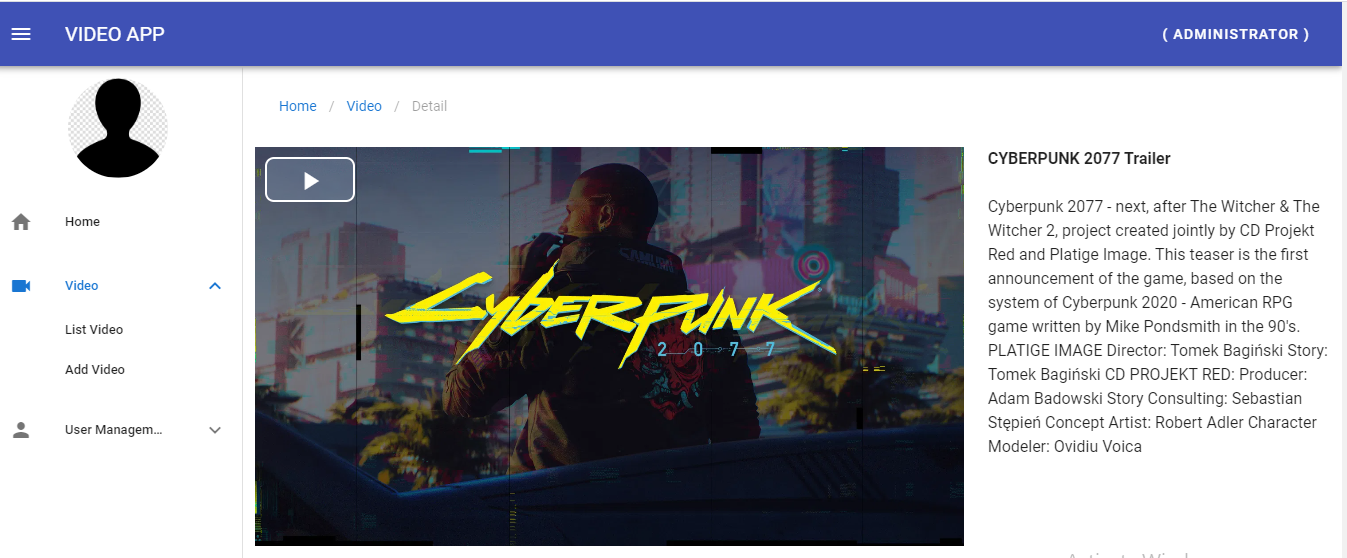 VIDEO APP
( ADMINISTRATOR )
Home / Video / Detail
Home
Video
List Video
Add Video
User Managem...
CYBERPUNK
2077
CYBERPUNK 2077 Trailer
Cyberpunk 2077 - next, after The Witcher & The
Witcher 2, project created jointly by CD Projekt
Red and Platige Image. This teaser is the first
announcement of the game, based on the
system of Cyberpunk 2020 - American RPG
game written by Mike Pondsmith in the 90's.
PLATIGE IMAGE Director: Tomek Bagiński Story:
Tomek Bagiński CD PROJEKT RED: Producer:
Adam Badowski Story Consulting: Sebastian
Stępień Concept Artist: Robert Adler Character
Modeler: Ovidiu Voica